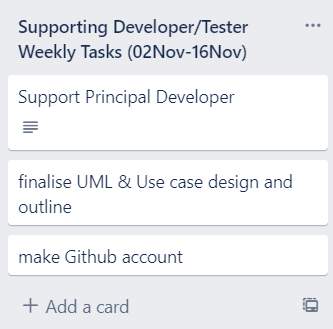 Supporting Developer/Tester
Weekly Tasks (02Nov-16Nov)
Support Principal Developer
finalise UML & Use case design and
outline
make Github account
+ Add a card